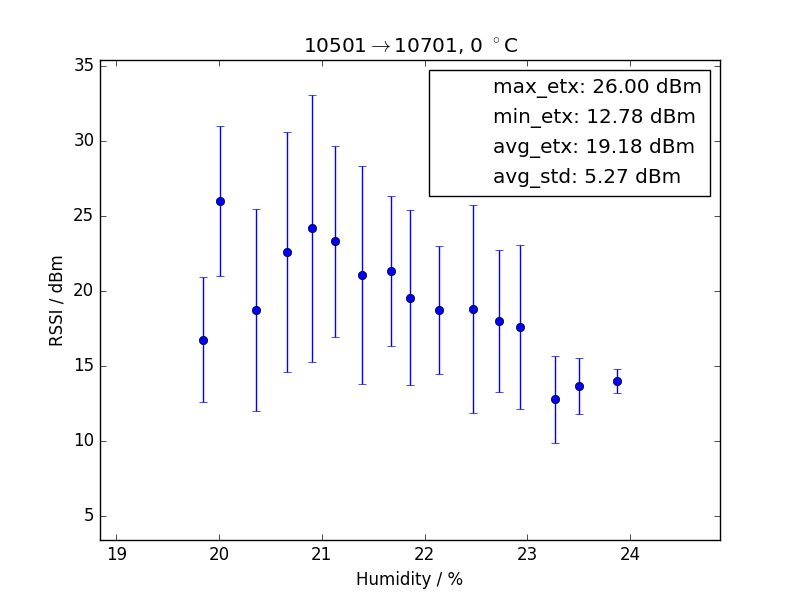 10501→10701, 0 °C
max_etx: 26.00 dBm
min_etx: 12.78 dBm
avg_etx: 19.18 dBm
avg_std: 5.27 dBm
35
30
25
20
15
10
5
RSSI / dBm
19 20 21 22 23 24
Humidity / %